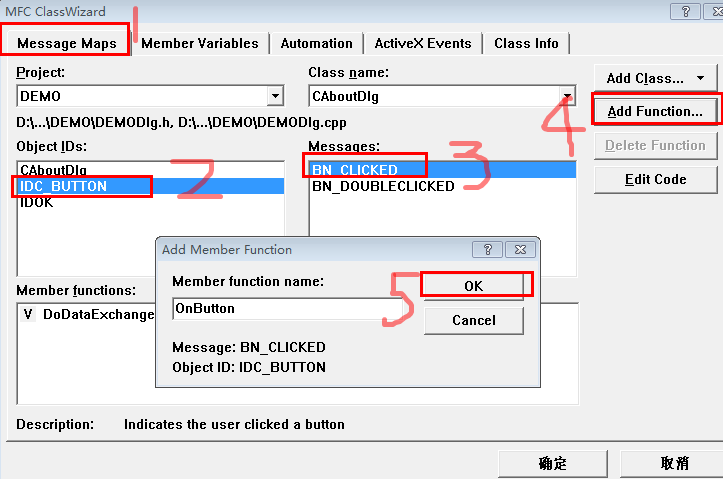 MFC ClassWizard
1
Message Maps
Member Variables
Automation
ActiveX Events
Class Info
Project:
Class name:
Add Class...
DEMO
CAboutDlg
4
Add Function...
D:\...\DEMO\DEMODlg.h, D:\...\DEMO\DEMODlg.cpp
Object IDs:
Messages:
3
Delete Function
CAboutDlg
BN_CLICKED
IDC_BUTTON
2
BN_DOUBLECLICKED
Edit Code
IDOK
Add Member Function
Member function name:
5
OK
Member functions:
OnButton
V DoDataExchange
Cancel
Message: BN_CLICKED
Object ID: IDC_BUTTON
Description:
Indicates the user clicked a button
确定
取消